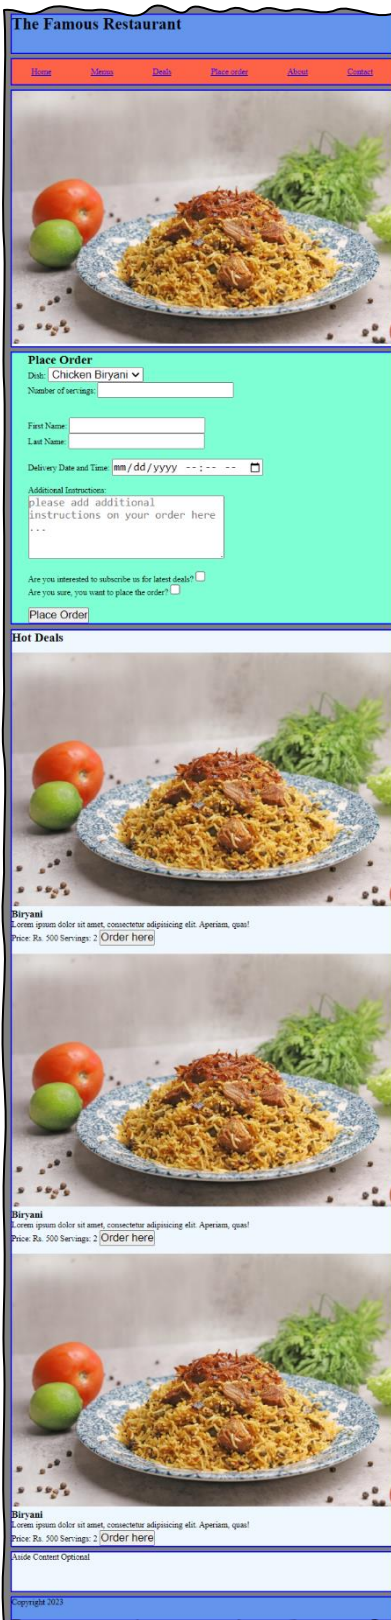 The Famous Restaurant
Home Menus Deals Place order About Contact
Place Order
Dish: Chicken Biryani
Number of servings:
First Name:
Last Name:
Delivery Date and Time: mm/dd/yyyy --:-- --
Additional Instructions:
please add additional
instructions on your order here
...
Are you interested to subscribe us for latest deals?
Are you sure, you want to place the order?
Place Order
Hot Deals
Biryani
Lorem ipsum dolor sit amet, consectetur adipisicing elit. Aperiam, quas!
Price: Rs. 500 Servings: 2 Order here
Biryani
Lorem ipsum dolor sit amet, consectetur adipisicing elit. Aperiam, quas!
Price: Rs. 500 Servings: 2 Order here
Biryani
Lorem ipsum dolor sit amet, consectetur adipisicing elit. Aperiam, quas!
Price: Rs. 500 Servings: 2 Order here
Aside Content Optional
Copyright 2023